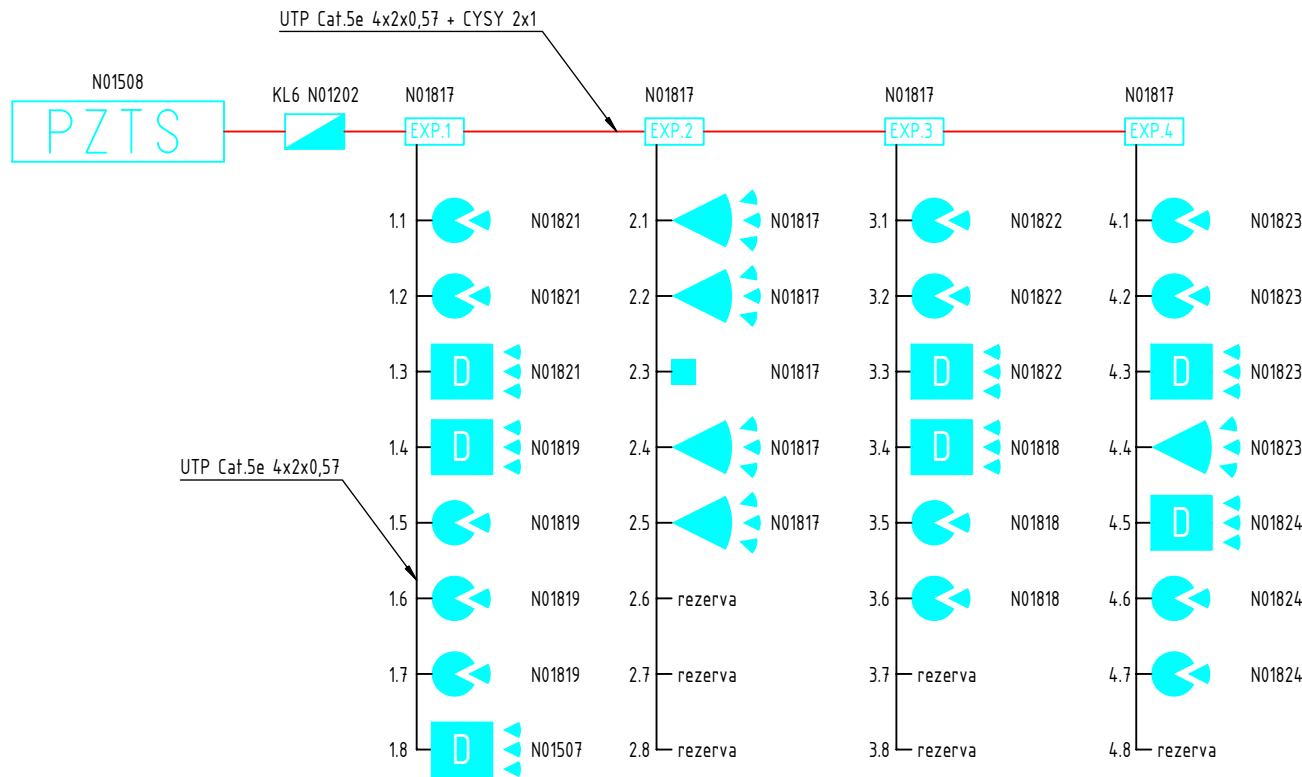 UTP Cat.5e 4x2x0,57 + CYSY 2x1
N01508
KL6 N01202
N01817
N01817
N01817
N01817
PZTS
EXP.1
EXP.2
EXP.3
EXP.4
1.1 N01821
2.1 N01817
3.1 N01822
4.1 N01823
1.2 N01821
2.2 N01817
3.2 N01822
4.2 N01823
1.3 D N01821
2.3 N01817
3.3 D N01822
4.3 D N01823
1.4 D N01819
2.4 N01817
3.4 D N01818
4.4 N01823
UTP Cat.5e 4x2x0,57
1.5 N01819
2.5 N01817
3.5 N01818
4.5 D N01824
1.6 N01819
2.6 rezerva
3.6 N01818
4.6 N01824
1.7 N01819
2.7 rezerva
3.7 rezerva
4.7 N01824
1.8 D N01507
2.8 rezerva
3.8 rezerva
4.8 rezerva